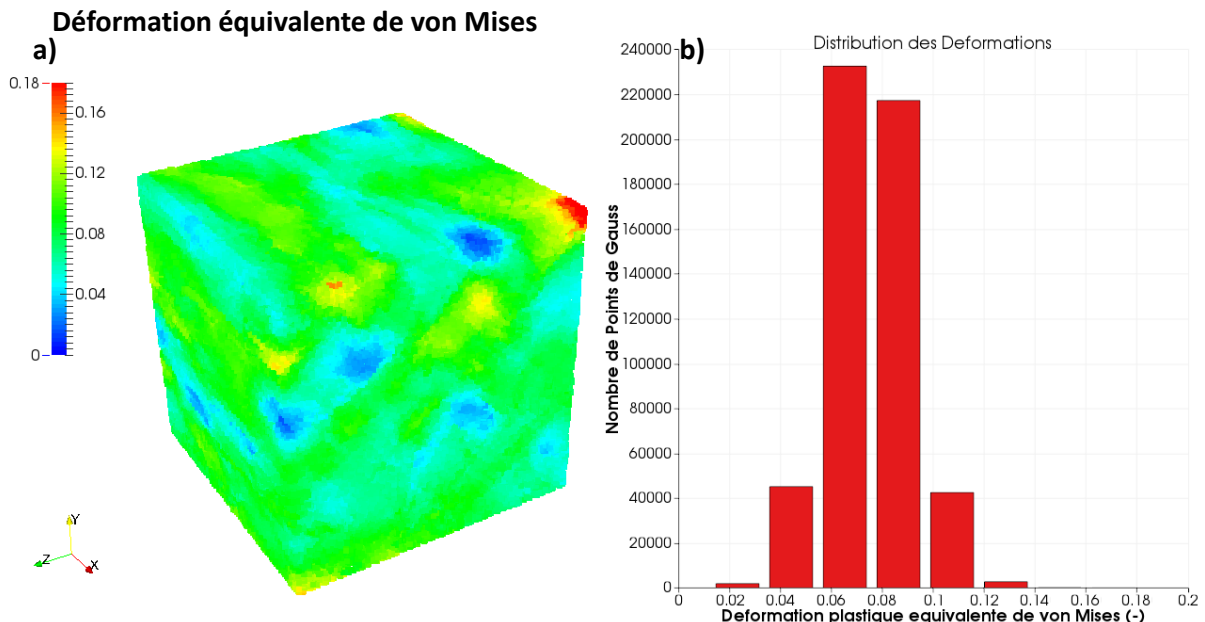 Déformation équivalente de von Mises
a)
0.18
0.16
0.12
0.08
0.04
0
Y
Z
X
b)
Distribution des Deformations
Nombre de Points de Gauss
240000
220000
200000
180000
160000
140000
120000
100000
80000
60000
40000
20000
0
0 0.02 0.04 0.06 0.08 0.1 0.12 0.14 0.16 0.18 0.2
Deformation plastique equivalente de von Mises (-)